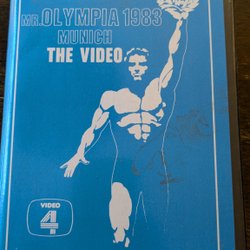 MR. OLYMPIA 1983
MUNICH
THE VIDEO
VIDEO
4